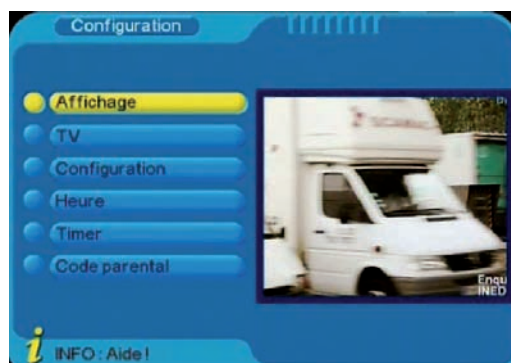 Configuration
Affichage
TV
Configuration
Heure
Timer
Code parental
Enqu
INED
i INFO : Aide !